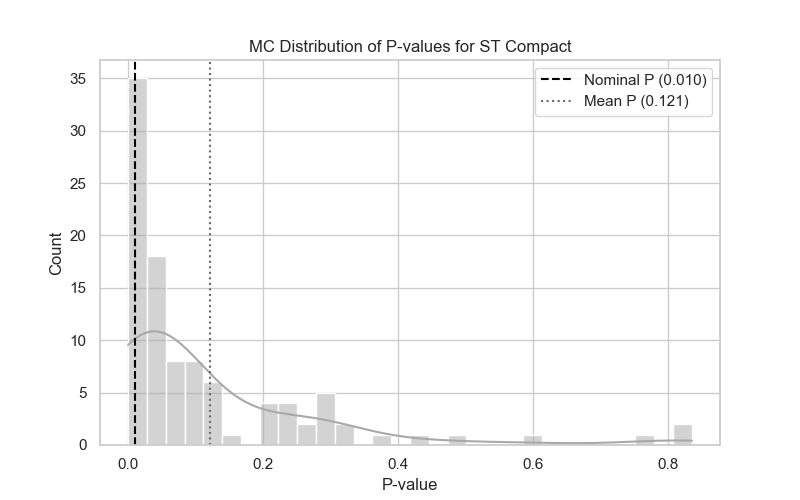 MC Distribution of P-values for ST Compact
Nominal P (0.010)
Mean P (0.121)
Count
35
30
25
20
15
10
5
0
0.0 0.2 0.4 0.6 0.8
P-value